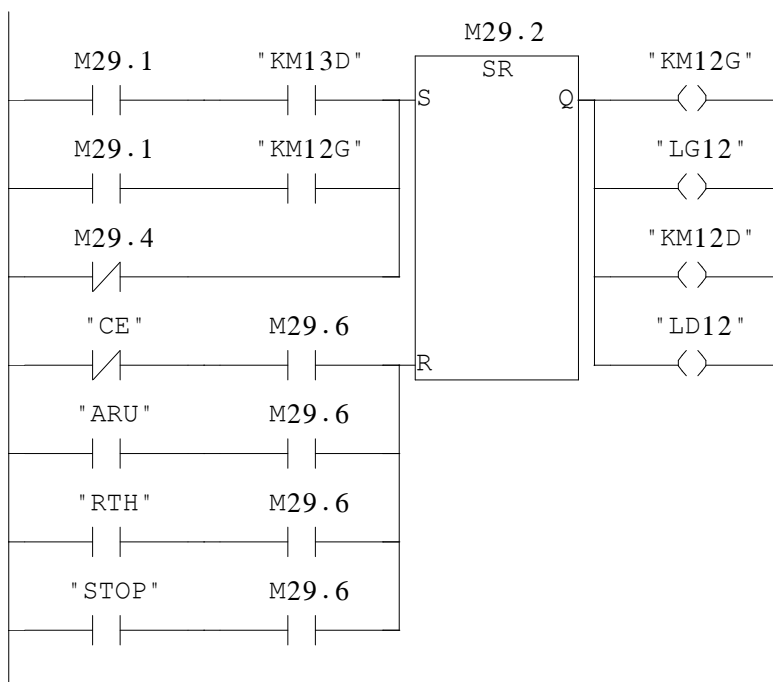 M29.2
M29.1 "KM13D" SR "KM12G"
S Q
M29.1 "KM12G" "LG12"
M29.4 "KM12D"
"CE" M29.6 "LD12"
R
"ARU" M29.6
"RTH" M29.6
"STOP" M29.6